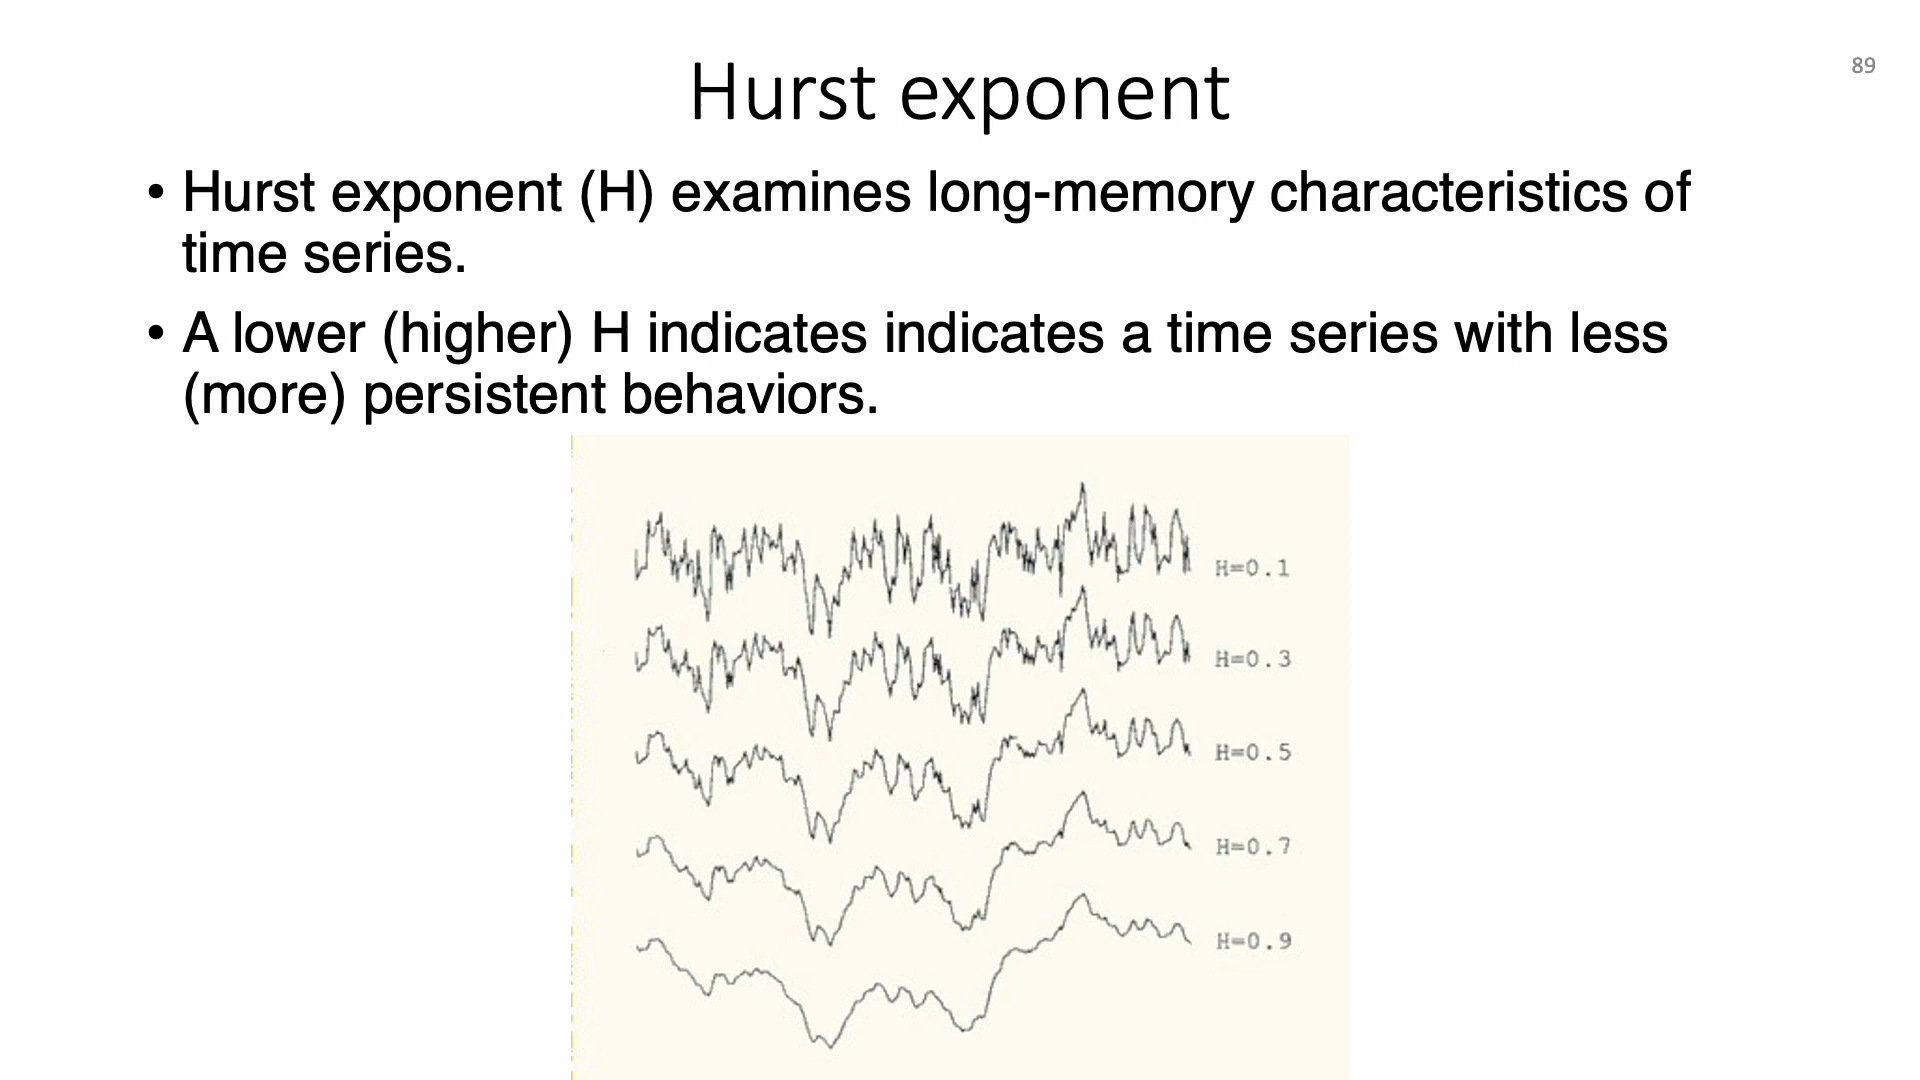 Hurst exponent
89
• Hurst exponent (H) examines long-memory characteristics of
time series.
• A lower (higher) H indicates indicates a time series with less
(more) persistent behaviors.
H=0.1
H=0.3
H=0.5
H=0.7
H=0.9